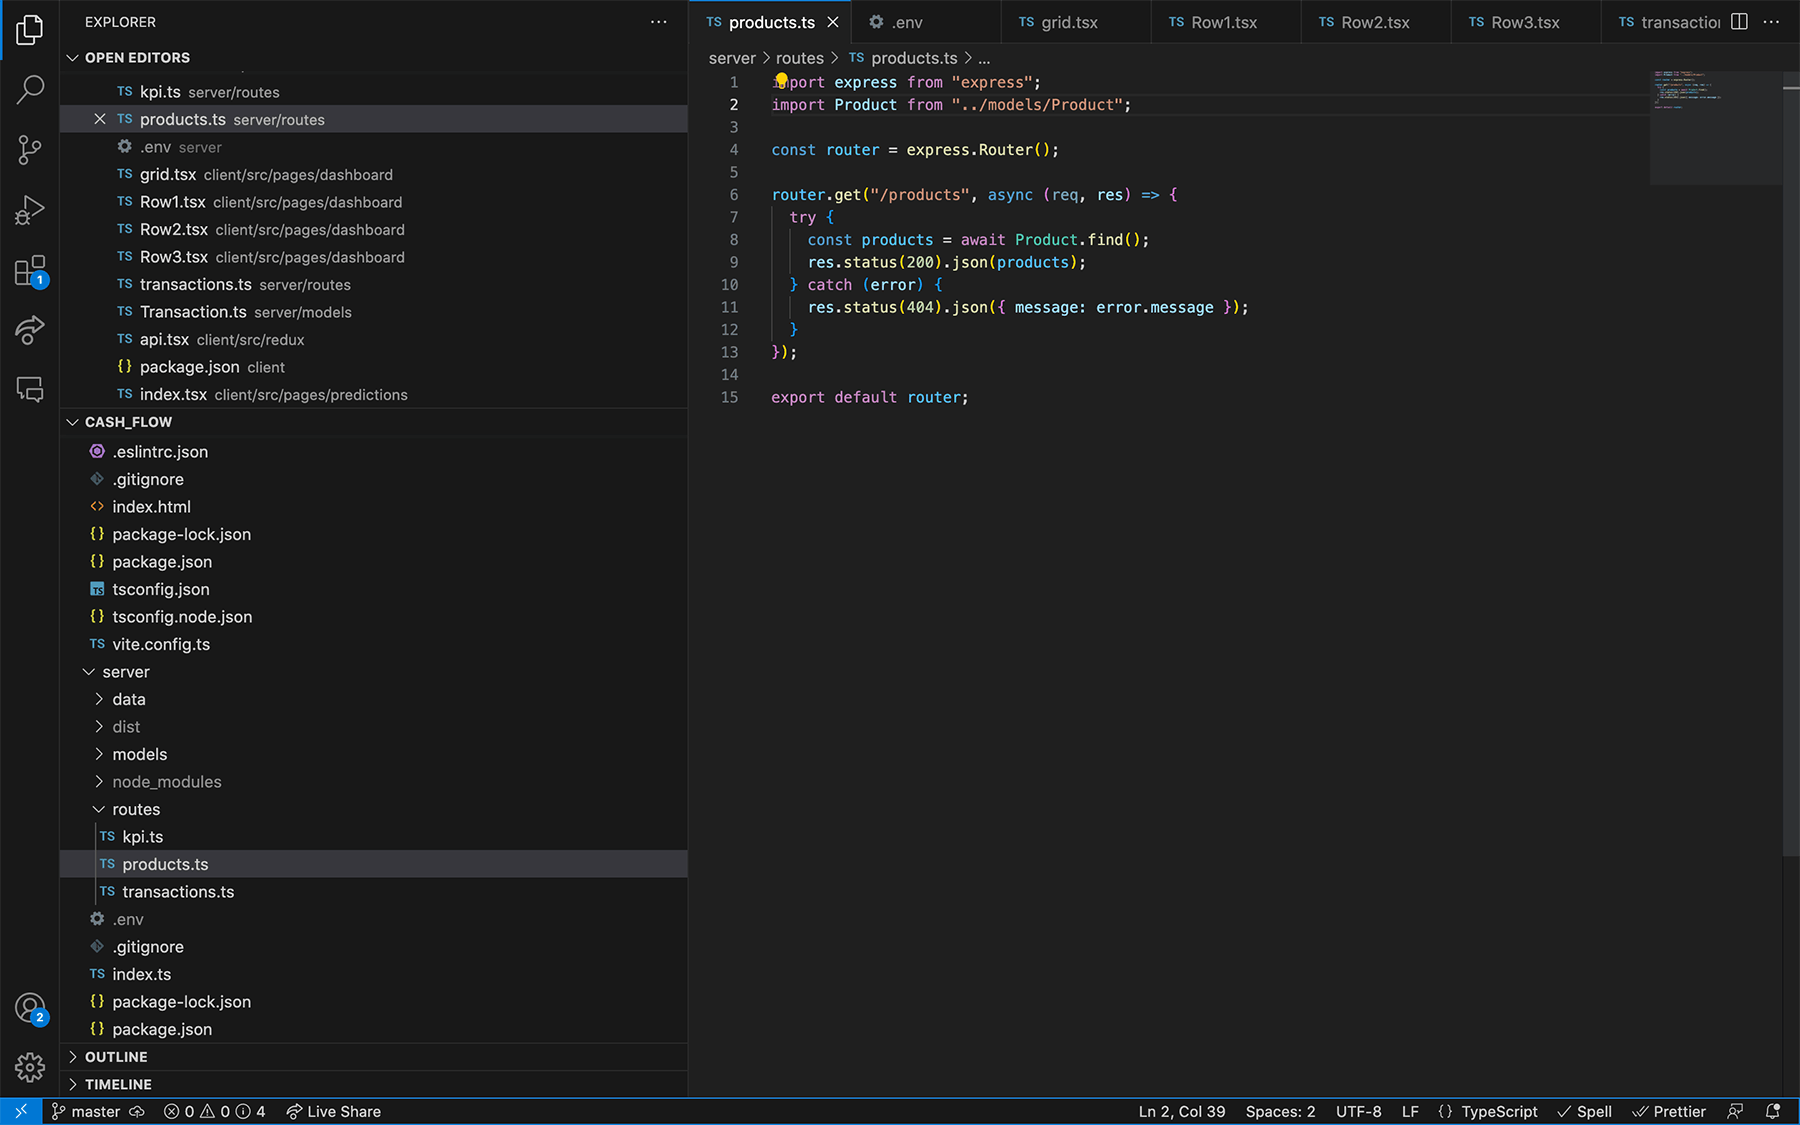 EXPLORER
OPEN EDITORS
TS kpi.ts server/routes
TS products.ts server/routes
.env server
TS grid.tsx client/src/pages/dashboard
TS Row1.tsx client/src/pages/dashboard
TS Row2.tsx client/src/pages/dashboard
TS Row3.tsx client/src/pages/dashboard
TS transactions.ts server/routes
TS Transaction.ts server/models
TS api.tsx client/src/redux
{} package.json client
TS index.tsx client/src/pages/predictions
CASH_FLOW
.eslintrc.json
.gitignore
<> index.html
{} package-lock.json
{} package.json
TS tsconfig.json
{} tsconfig.node.json
TS vite.config.ts
server
data
dist
models
node_modules
routes
TS kpi.ts
TS products.ts
TS transactions.ts
.env
.gitignore
TS index.ts
{} package-lock.json
{} package.json
OUTLINE
TIMELINE
1
2
TS products.ts .env TS grid.tsx TS Row1.tsx TS Row2.tsx TS Row3.tsx TS transactio
server > routes > TS products.ts > ...
1 import express from "express";
2 import Product from "../models/Product";
3
4 const router = express.Router();
5
6 router.get("/products", async (req, res) => {
7 try {
8 const products = await Product.find();
9 res.status(200).json(products);
10 } catch (error) {
11 res.status(404).json({ message: error.message });
12 }
13 });
14
15 export default router;
master 0 0 4 Live Share Ln 2, Col 39 Spaces: 2 UTF-8 LF {} TypeScript Spell Prettier